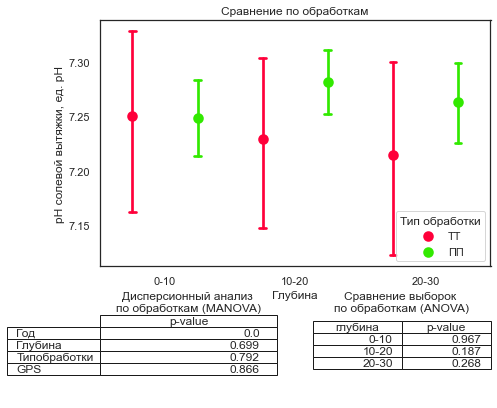 Сравнение по обработкам
рН солевой вытяжки, ед. рН
7.30
7.25
7.20
7.15
Тип обработки
ТТ
ПП
0-10
10-20
20-30
Глубина
Дисперсионный анализ
по обработкам (MANOVA)
p-value
Год 0.0
Глубина 0.699
Типобработки 0.792
GPS 0.866
Сравнение выборок
по обработкам (ANOVA)
глубина p-value
0-10 0.967
10-20 0.187
20-30 0.268